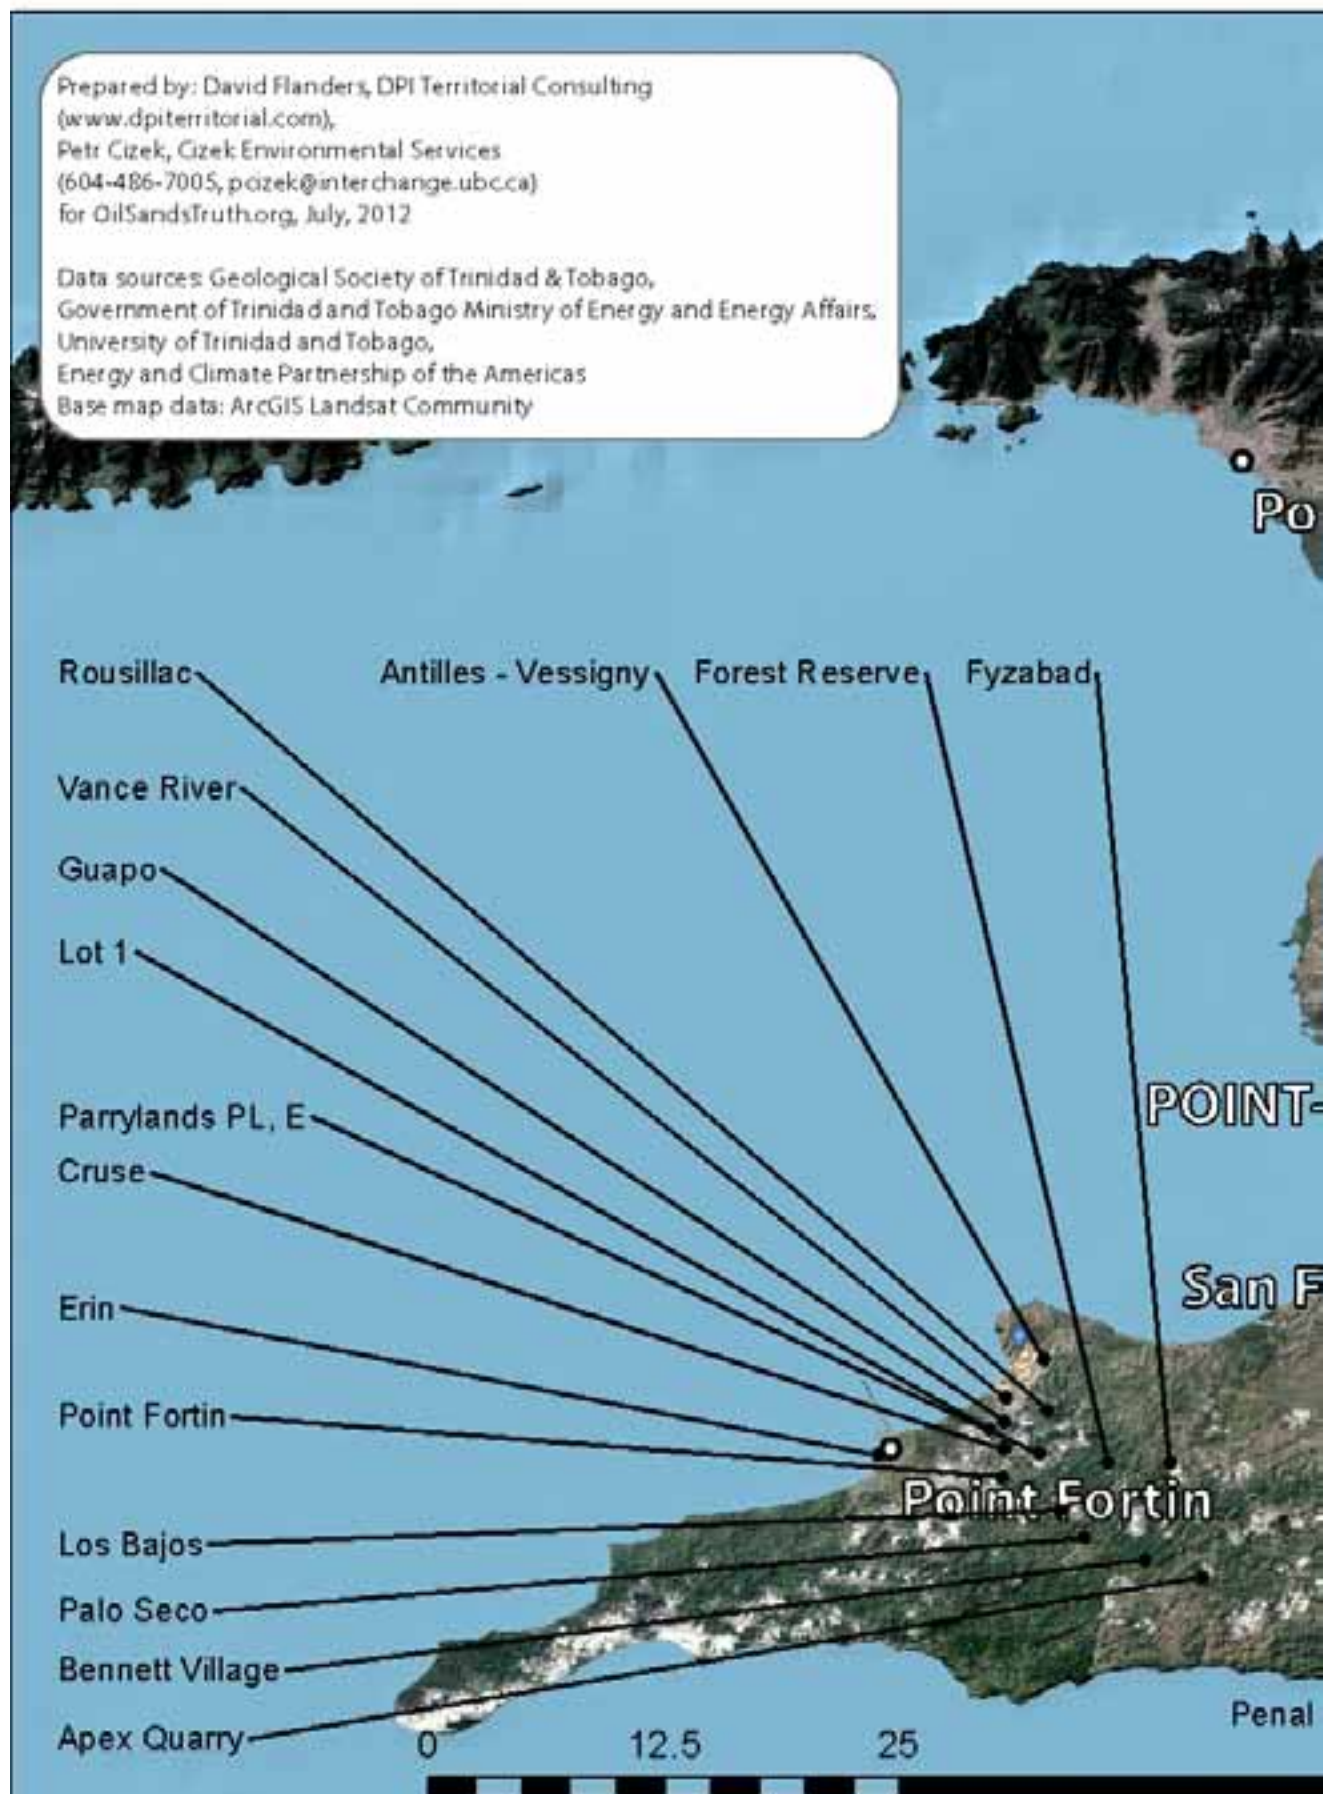 Prepared by: David Flanders, DPI Territorial Consulting
(www.dpiterritorial.com),
Petr Cizek, Cizek Environmental Services
(604-486-7005, pcizek@interchange.ubc.ca)
for OilSandsTruth.org, July, 2012
Data sources: Geological Society of Trinidad & Tobago,
Government of Trinidad and Tobago Ministry of Energy and Energy Affairs,
University of Trinidad and Tobago,
Energy and Climate Partnership of the Americas
Base map data: ArcGIS Landsat Community
Po
Rousillac
Antilles - Vessigny
Forest Reserve
Fyzabad
Vance River
Guapo
Lot 1
POINT-
Parrylands PL, E
Cruse
San F
Erin
Point Fortin
Point Fortin
Los Bajos
Palo Seco
Bennett Village
Penal
Apex Quarry
0 12.5 25